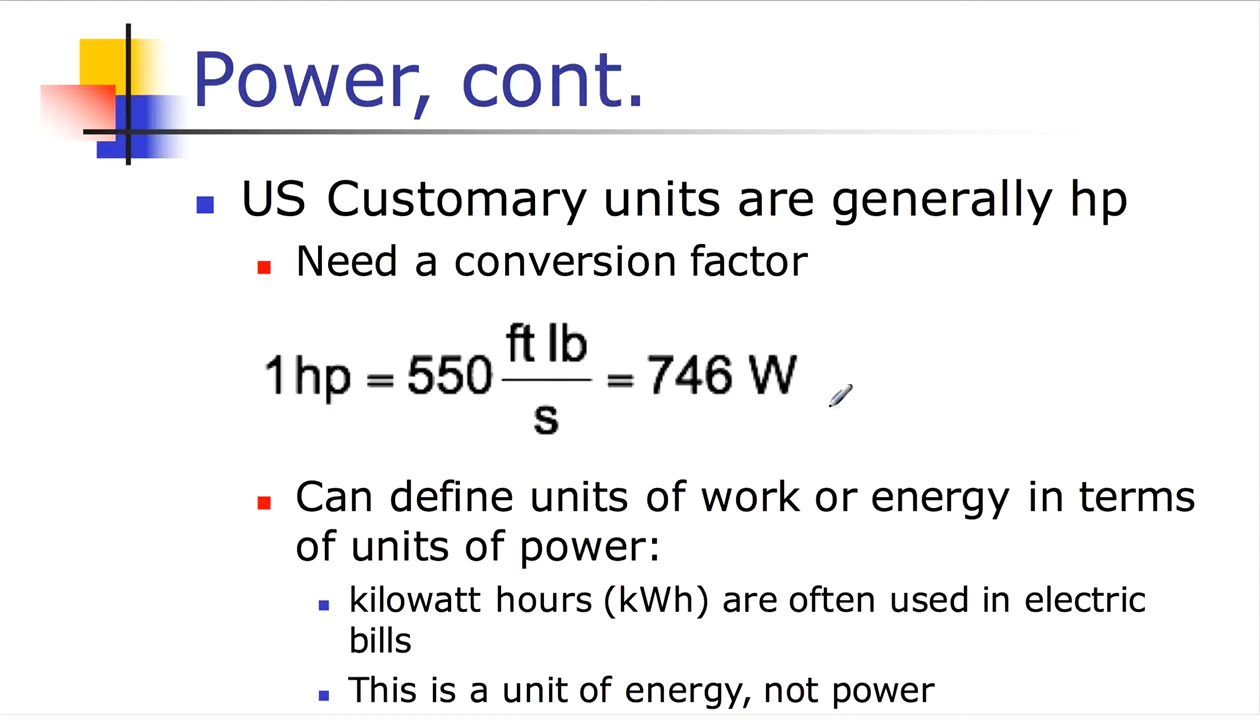 Power, cont.
US Customary units are generally hp
Need a conversion factor
1 hp = 550 ft lb / s = 746 W
Can define units of work or energy in terms
of units of power:
kilowatt hours (kWh) are often used in electric
bills
This is a unit of energy, not power